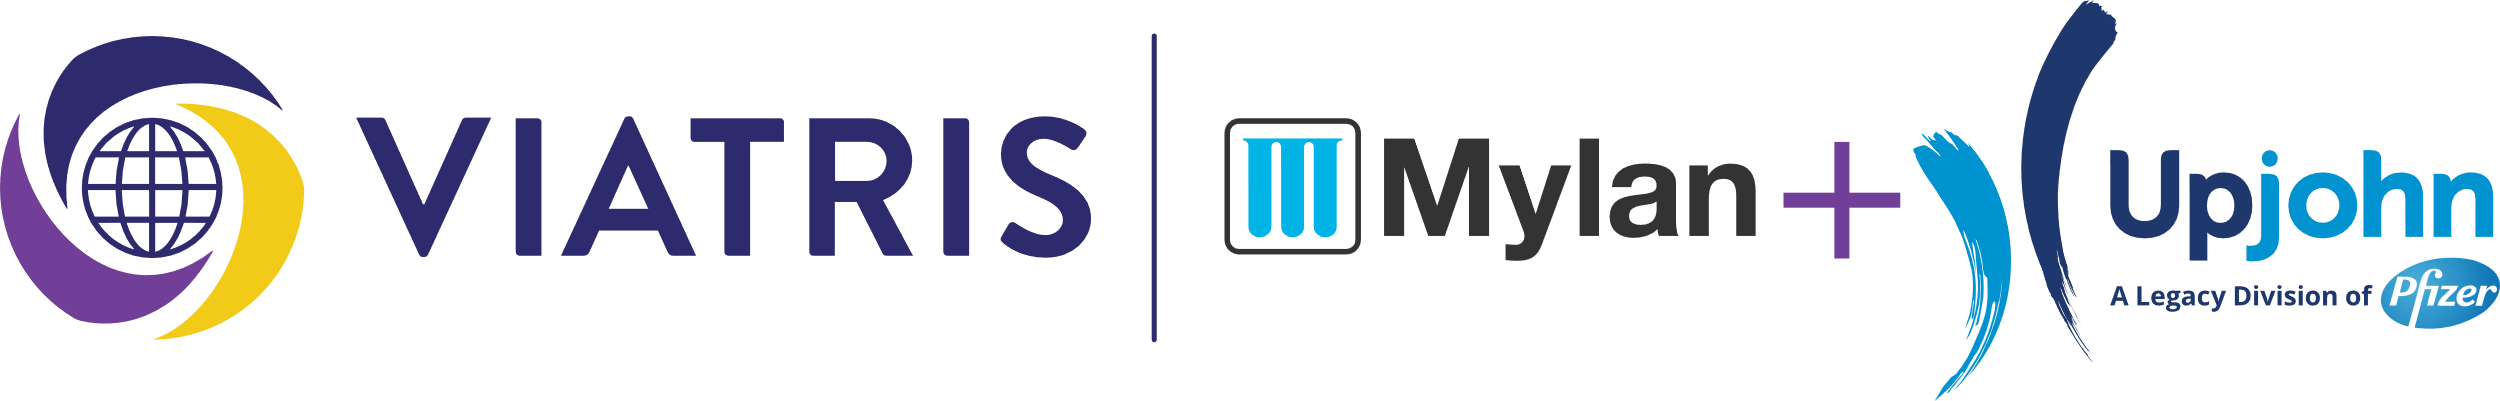 VIATRIS
Mylan + Upjohn
A Legacy Division of Pfizer